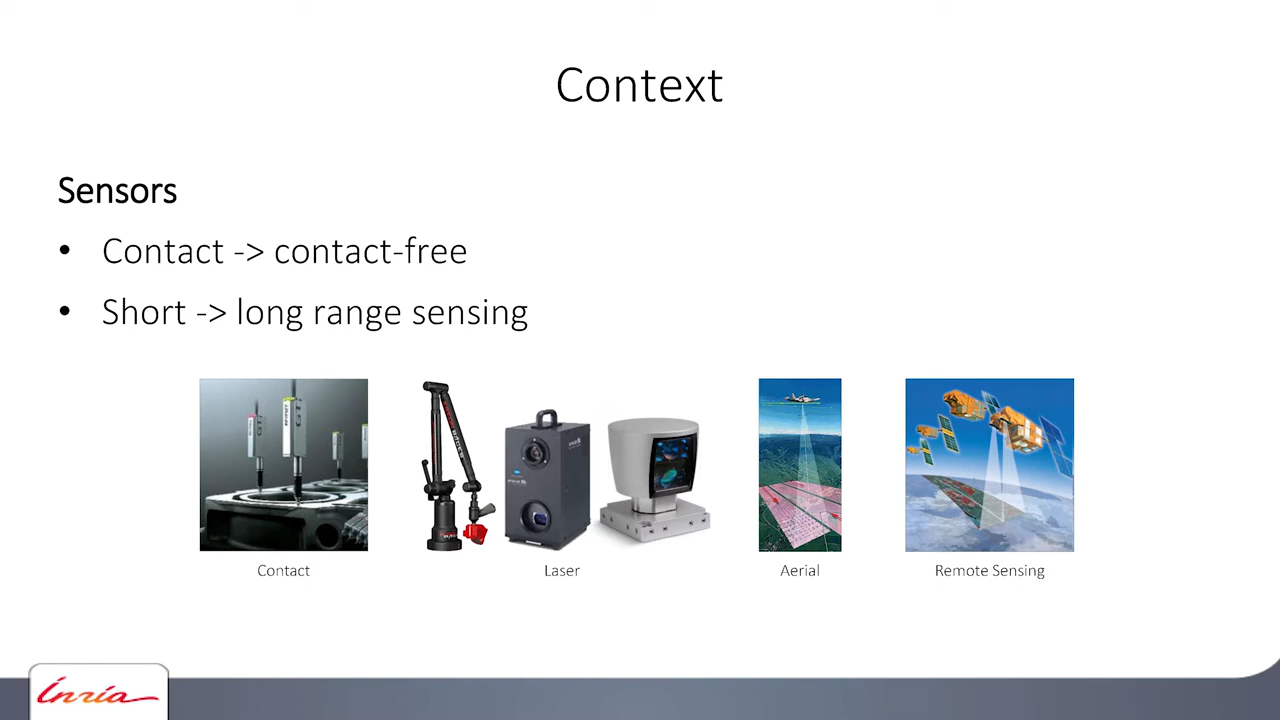 Context
Sensors
• Contact -> contact-free
• Short -> long range sensing
Contact
Laser
Aerial
Remote Sensing
Inria